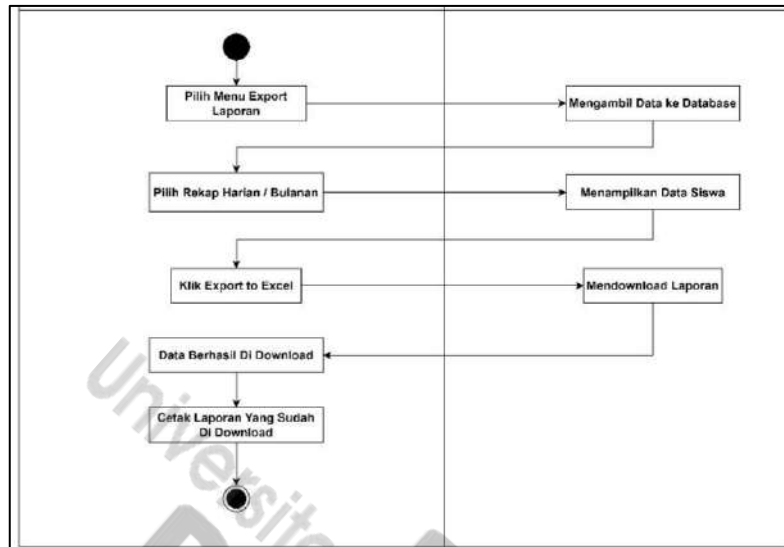 Pilih Menu Export
Laporan
Mengambil Data ke Database
Pilih Rekap Harian / Bulanan
Menampilkan Data Siswa
Klik Export to Excel
Mendownload Laporan
Data Berhasil Di Download
Cetak Laporan Yang Sudah
Di Download